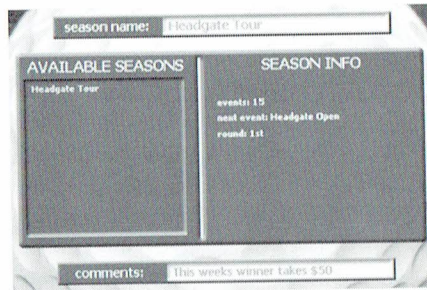 season name: Headgate Tour
AVAILABLE SEASONS
Headgate Tour
SEASON INFO
events: 15
next event: Headgate Open
round: 1st
comments: This weeks winner takes $50